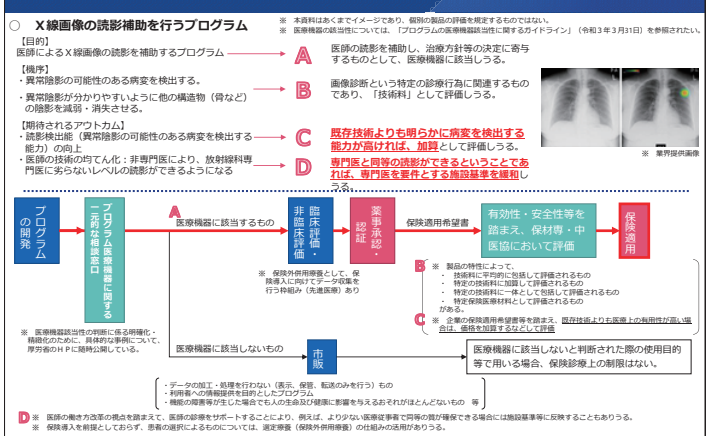 ○ X線画像の読影補助を行うプログラム
※ 本資料はあくまでイメージであり、個別の製品の評価を規定するものではない。
※ 医療機器の該当性については、「プログラムの医療機器該当性に関するガイドライン」（令和3年3月31日）を参照されたい。
【目的】
医師によるX線画像の読影を補助するプログラム
A
医師の読影を補助し、治療方針等の決定に寄与
するものとして、医療機器に該当しうる。
【機序】
・異常陰影の可能性のある病変を検出する。
・異常陰影が分かりやすいように他の構造物（骨など）
の陰影を減弱・消失させる。
B
画像診断という特定の診療行為に関連するもの
であり、「技術料」として評価しうる。
【期待されるアウトカム】
・読影検出能（異常陰影の可能性のある病変を検出する
能力）の向上
・医師の技術の均てん化：非専門医により、放射線科専
門医に劣らないレベルの読影ができるようになる
C
既存技術よりも明らかに病変を検出する
能力が高ければ、加算として評価しうる。
D
専門医と同等の読影ができるということであ
れば、専門医を要件とする施設基準を緩和し
うる。
※ 業界提供画像
プログラム
の開発
プログラム医療機器に関する
一元的な相談窓口
A
医療機器に該当するもの
臨床評価・
非臨床評価
薬事承認・
認証
保険適用希望書
有効性・安全性等を
踏まえ、保材専・中
医協において評価
保険適用
※ 保険外併用療養として、保
険導入に向けてデータ収集を
行う枠組み（先進医療）あり
B
※ 製品の特性によって、
・ 技術料に平均的に包括して評価されるもの
・ 特定の技術料に加算して評価されるもの
・ 特定の技術料に一体として包括して評価されるもの
・ 特定保険医療材料として評価されるもの
がある。
C
※ 企業の保険適用希望書等を踏まえ、既存技術よりも医療上の有用性が高い場
合は、価格を加算するなどして評価
※ 医療機器該当性の判断に係る明確化・
精緻化のために、具体的な事例について、
厚労省のHPに随時公開している。
医療機器に該当しないもの
市販
医療機器に該当しないと判断された際の使用目的
等で用いる場合、保険診療上の制限はない。
・データの加工・処理を行わない（表示、保管、転送のみを行う）もの
・利用者への情報提供を目的としたプログラム
・機能の障害等が生じた場合でも人の生命及び健康に影響を与えるおそれがほとんどないもの 等
D
※ 医師の働き方改革の視点を踏まえて、医師の診療をサポートすることにより、例えば、より少ない医療従事者で同等の質が確保できる場合には施設基準等に反映することもありうる。
※ 保険導入を前提としておらず、患者の選択によるものについては、選定療養（保険外併用療養）の仕組みの活用がありうる。